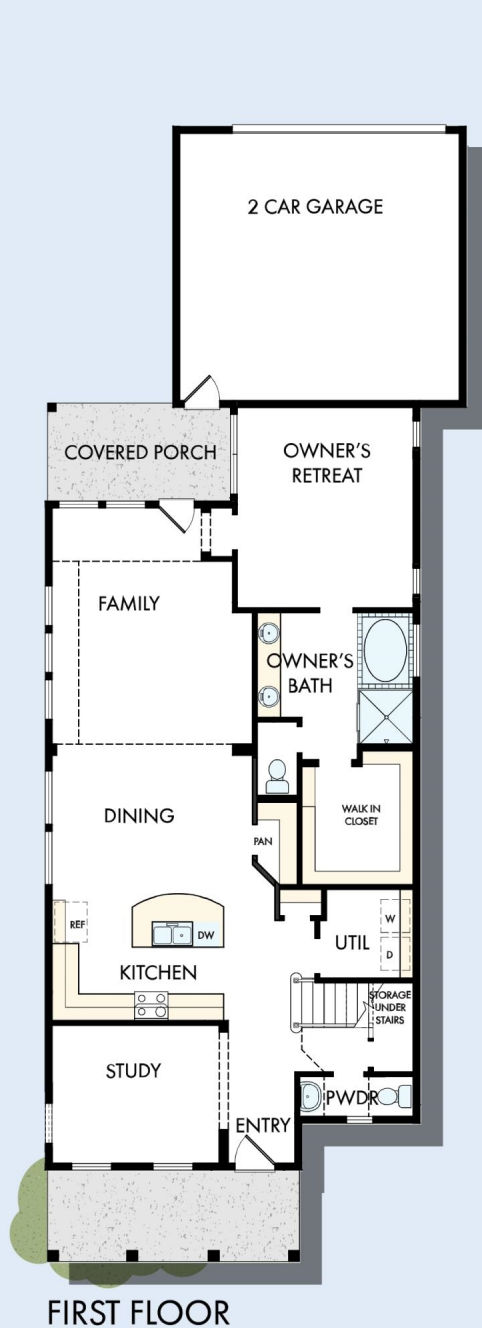 2 CAR GARAGE
COVERED PORCH
OWNER'S
RETREAT
FAMILY
OWNER'S
BATH
DINING
PAN
WALK IN
CLOSET
REF
DW
W
UTIL
D
KITCHEN
STORAGE
UNDER
STAIRS
STUDY
PWDR
ENTRY
FIRST FLOOR